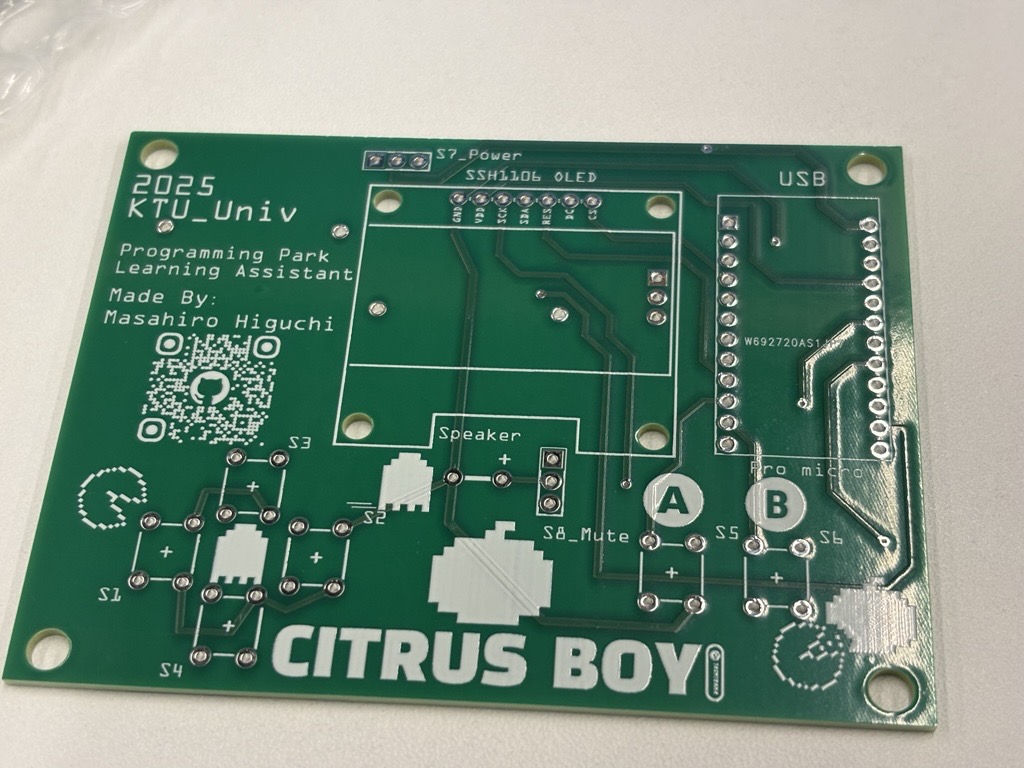 S7_Power
SSH1106 OLED
GND
VDD
SCK
SDA
RES
DC
CS
USB
2025
KTU_Univ
Programming Park
Learning Assistant
Made By:
Masahiro Higuchi
S3
Speaker
+
Pro micro
A
B
S2
S8_Mute
S5
S6
+
+
+
+
+
+
S1
S4
CITRUS BOY